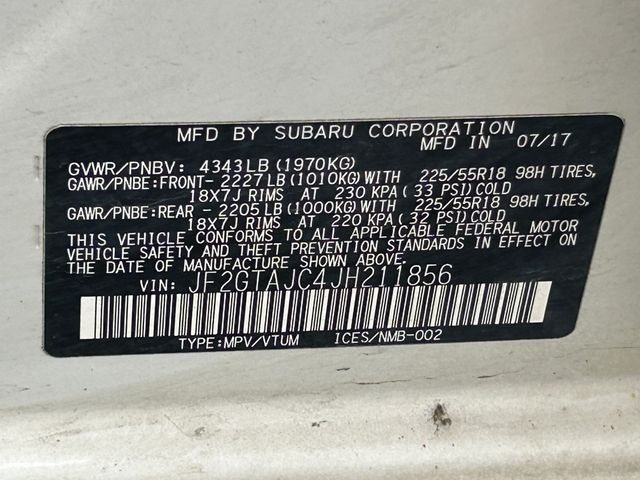 MFD BY SUBARU CORPORATION
MFD IN 07/17
GVWR/PNBV: 4343LB(1970KG)
GAWR/PNBE:FRONT- 2227LB(1010KG)WITH 225/55R18 98H TIRES,
18X7J RIMS AT 230 KPA(33 PSI)COLD
GAWR/PNBE:REAR - 2205LB(1000KG)WITH 225/55R18 98H TIRES,
18X7J RIMS AT 220 KPA(32 PSI)COLD
THIS VEHICLE CONFORMS TO ALL APPLICABLE FEDERAL MOTOR
VEHICLE SAFETY AND THEFT PREVENTION STANDARDS IN EFFECT ON
THE DATE OF MANUFACTURE SHOWN ABOVE.
VIN: JF2GTAJC4JH211856
TYPE:MPV/VTUM ICES/NMB-002